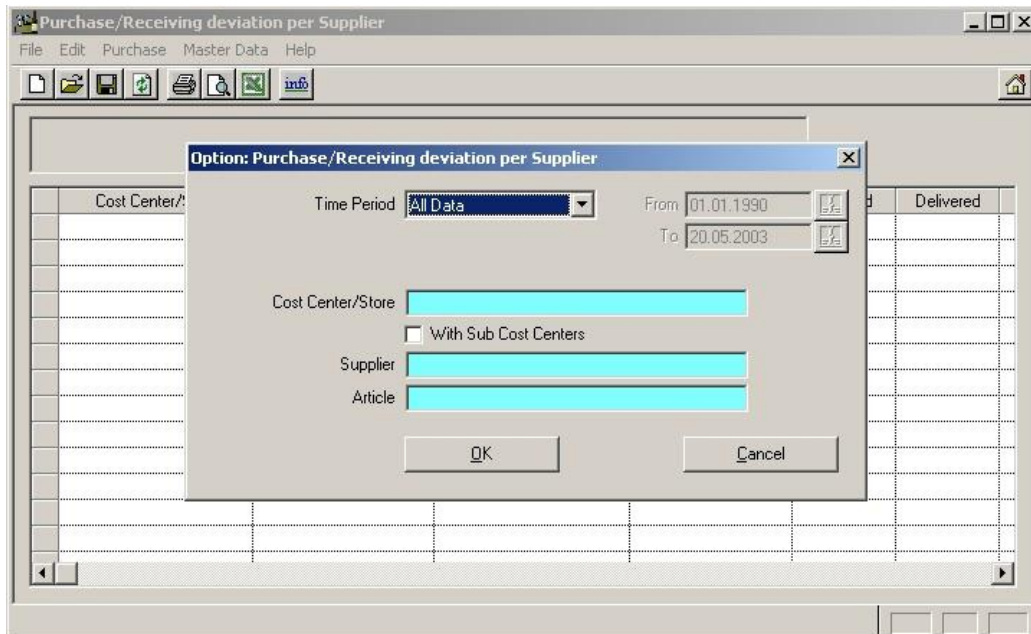 Purchase/Receiving deviation per Supplier
File Edit Purchase Master Data Help
info
Option: Purchase/Receiving deviation per Supplier
Time Period All Data From 01.01.1990
To 20.05.2003
Cost Center/ Delivered
Cost Center/Store
With Sub Cost Centers
Supplier
Article
OK Cancel